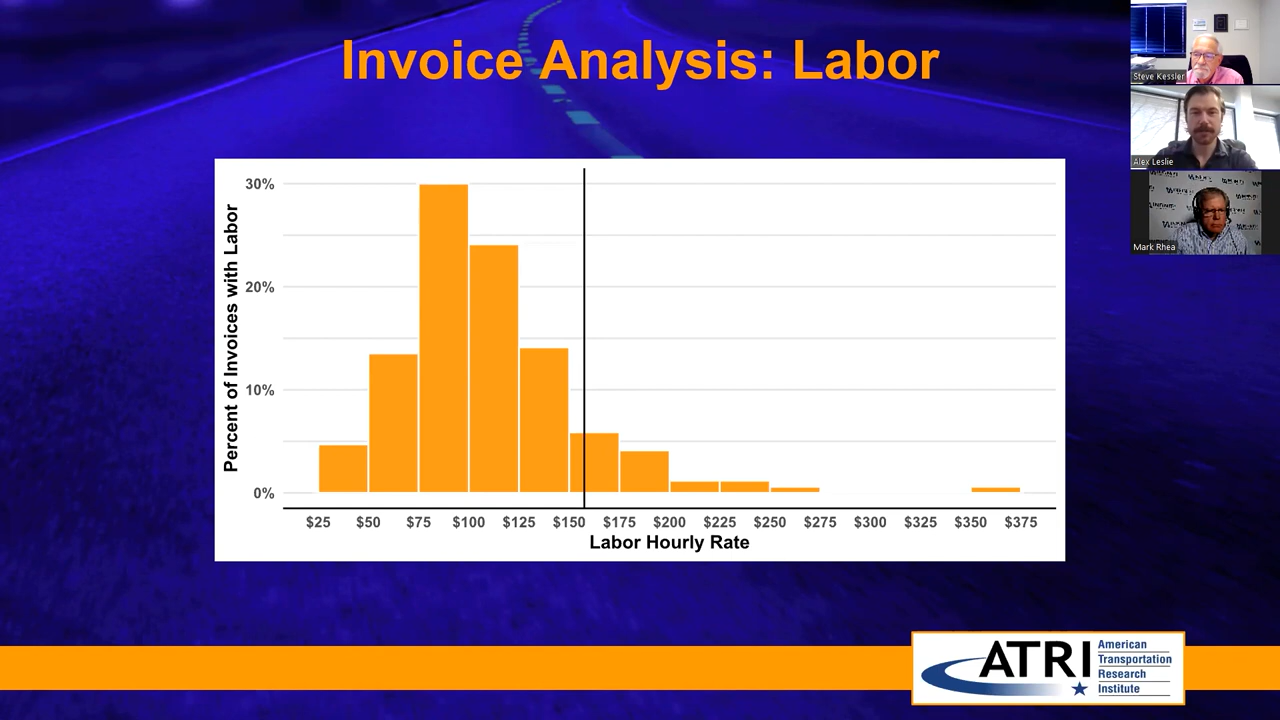 Invoice Analysis: Labor
Steve Kessler
Alex Leslie
Mark Rhea
Percent of Invoices with Labor
30%
20%
10%
0%
$25 $50 $75 $100 $125 $150 $175 $200 $225 $250 $275 $300 $325 $350 $375
Labor Hourly Rate
ATRI
American
Transportation
Research
Institute